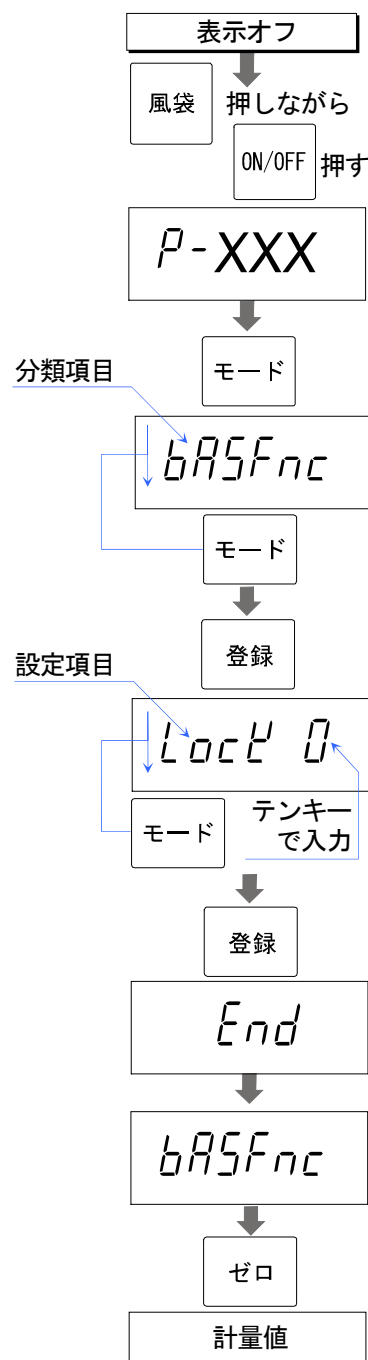 表示オフ
風袋 押しながら
ON/OFF 押す
P-XXX
モード
分類項目
bASFnc
モード
登録
設定項目
LocK 0
モード
テンキー
で入力
登録
End
bASFnc
ゼロ
計量値